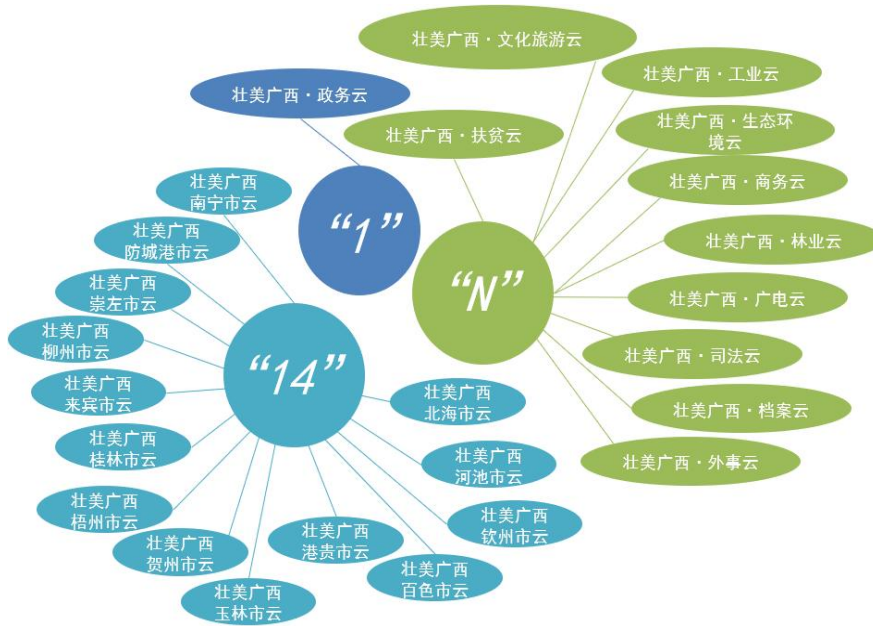 壮美广西·文化旅游云
壮美广西·工业云
壮美广西·政务云
壮美广西·扶贫云
壮美广西·生态环
境云
壮美广西·商务云
壮美广西
南宁市云
“1”
壮美广西
防城港市云
壮美广西·林业云
壮美广西
崇左市云
“N”
壮美广西·广电云
壮美广西
柳州市云
壮美广西·司法云
“14”
壮美广西
来宾市云
壮美广西
北海市云
壮美广西·档案云
壮美广西
桂林市云
壮美广西
河池市云
壮美广西·外事云
壮美广西
梧州市云
壮美广西
钦州市云
壮美广西
贺州市云
壮美广西
港贵市云
壮美广西
百色市云
壮美广西
玉林市云